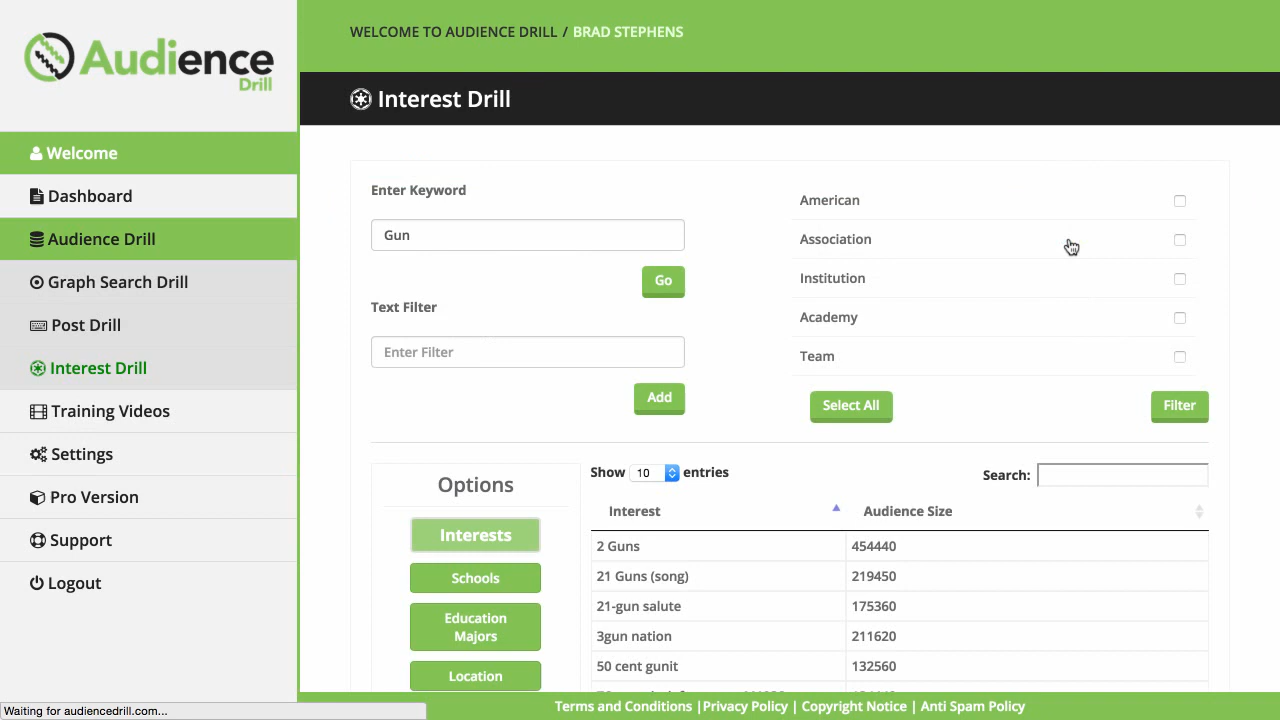 Audience
Drill
WELCOME TO AUDIENCE DRILL / BRAD STEPHENS
Interest Drill
Welcome
Dashboard
Audience Drill
Graph Search Drill
Post Drill
Interest Drill
Training Videos
Settings
Pro Version
Support
Logout
Enter Keyword
Gun
Go
Text Filter
Enter Filter
Add
American
Association
Institution
Academy
Team
Select All
Filter
Options
Interests
Schools
Education
Majors
Location
Show 10 entries
Search:
Interest Audience Size
2 Guns 454440
21 Guns (song) 219450
21-gun salute 175360
3gun nation 211620
50 cent gunit 132560
Waiting for audiencedrill.com...
Terms and Conditions |Privacy Policy | Copyright Notice | Anti Spam Policy